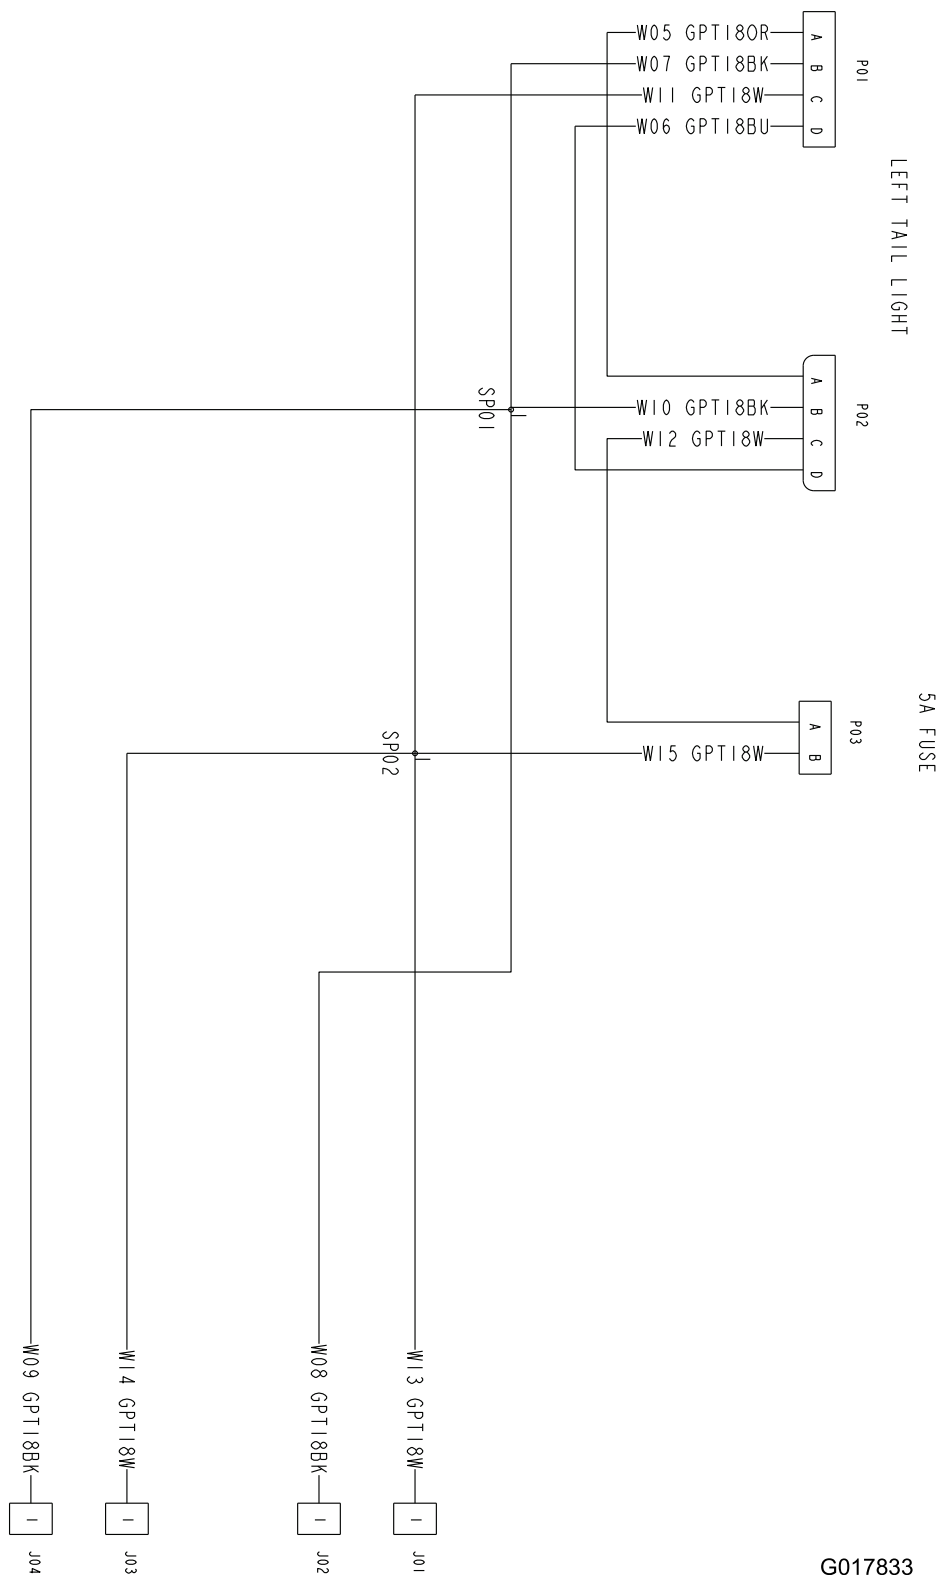 W05 GPT18OR
A
W07 GPT18BK
B
P01
W11 GPT18W
C
W06 GPT18BU
D
LEFT TAIL LIGHT
A
SP01
W10 GPT18BK
B
P02
W12 GPT18W
C
D
5A FUSE
A
P03
SP02
W15 GPT18W
B
W09 GPT18BK
W14 GPT18W
W08 GPT18BK
W13 GPT18W
1
1
1
1
J04
J03
J02
J01
G017833